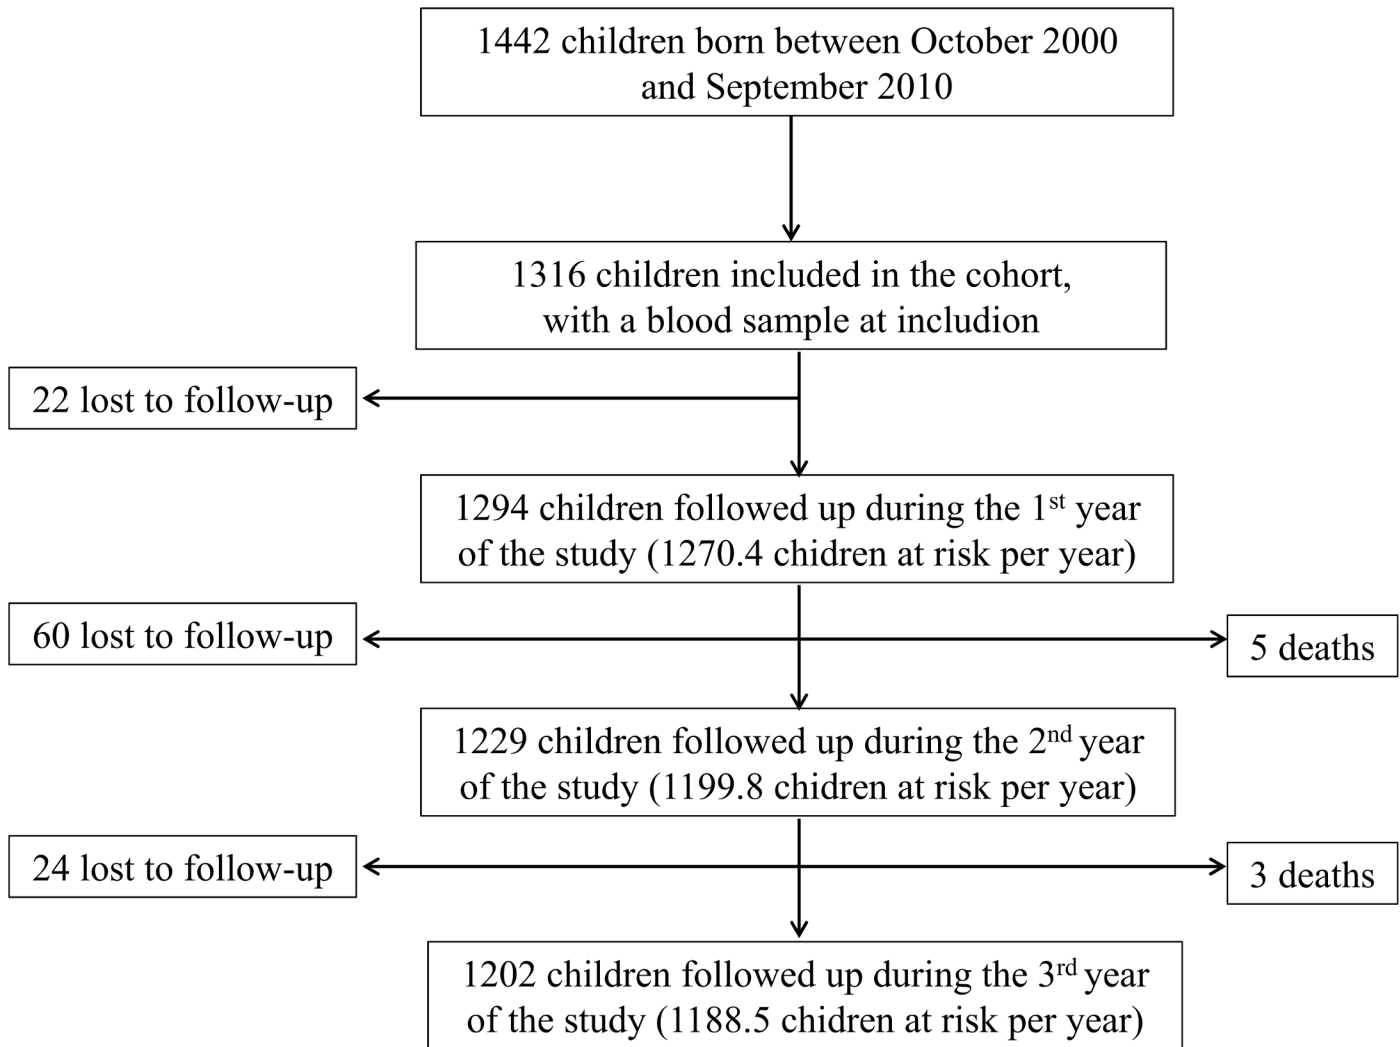 1442 children born between October 2000
and September 2010
1316 children included in the cohort,
with a blood sample at includion
22 lost to follow-up
1294 children followed up during the 1st year
of the study (1270.4 chidren at risk per year)
60 lost to follow-up
5 deaths
1229 children followed up during the 2nd year
of the study (1199.8 chidren at risk per year)
24 lost to follow-up
3 deaths
1202 children followed up during the 3rd year
of the study (1188.5 chidren at risk per year)